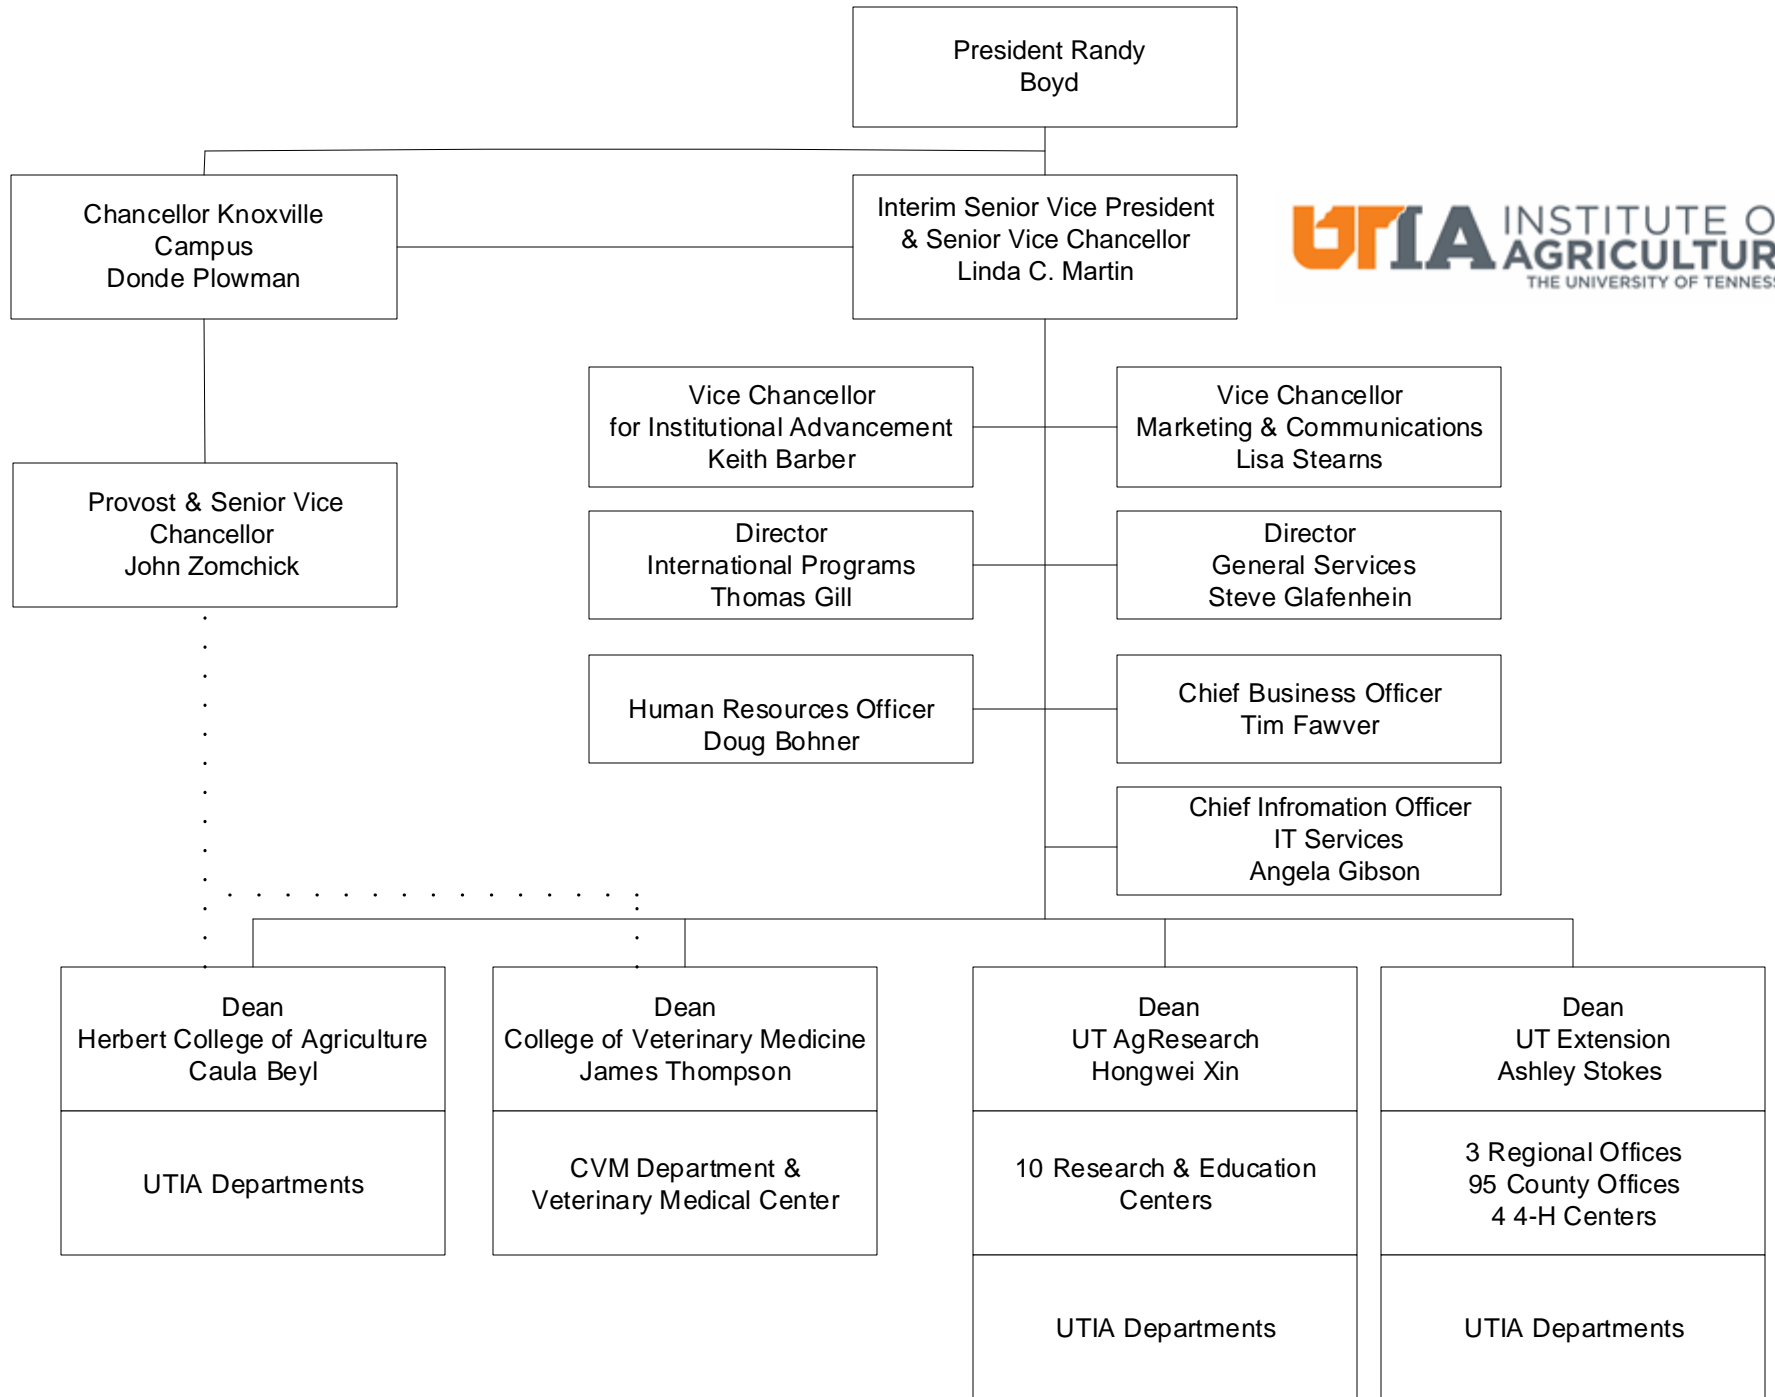 President Randy
Boyd
Chancellor Knoxville
Campus
Donde Plowman
Interim Senior Vice President
& Senior Vice Chancellor
Linda C. Martin
UTIA INSTITUTE O
AGRICULTUR
THE UNIVERSITY OF TENNESS
Vice Chancellor
for Institutional Advancement
Keith Barber
Vice Chancellor
Marketing & Communications
Lisa Stearns
Provost & Senior Vice
Chancellor
John Zomchick
Director
International Programs
Thomas Gill
Director
General Services
Steve Glafenhein
Human Resources Officer
Doug Bohner
Chief Business Officer
Tim Fawver
Chief Infromation Officer
IT Services
Angela Gibson
Dean
Herbert College of Agriculture
Caula Beyl
Dean
College of Veterinary Medicine
James Thompson
Dean
UT AgResearch
Hongwei Xin
Dean
UT Extension
Ashley Stokes
UTIA Departments
CVM Department &
Veterinary Medical Center
10 Research & Education
Centers
3 Regional Offices
95 County Offices
4 4-H Centers
UTIA Departments
UTIA Departments